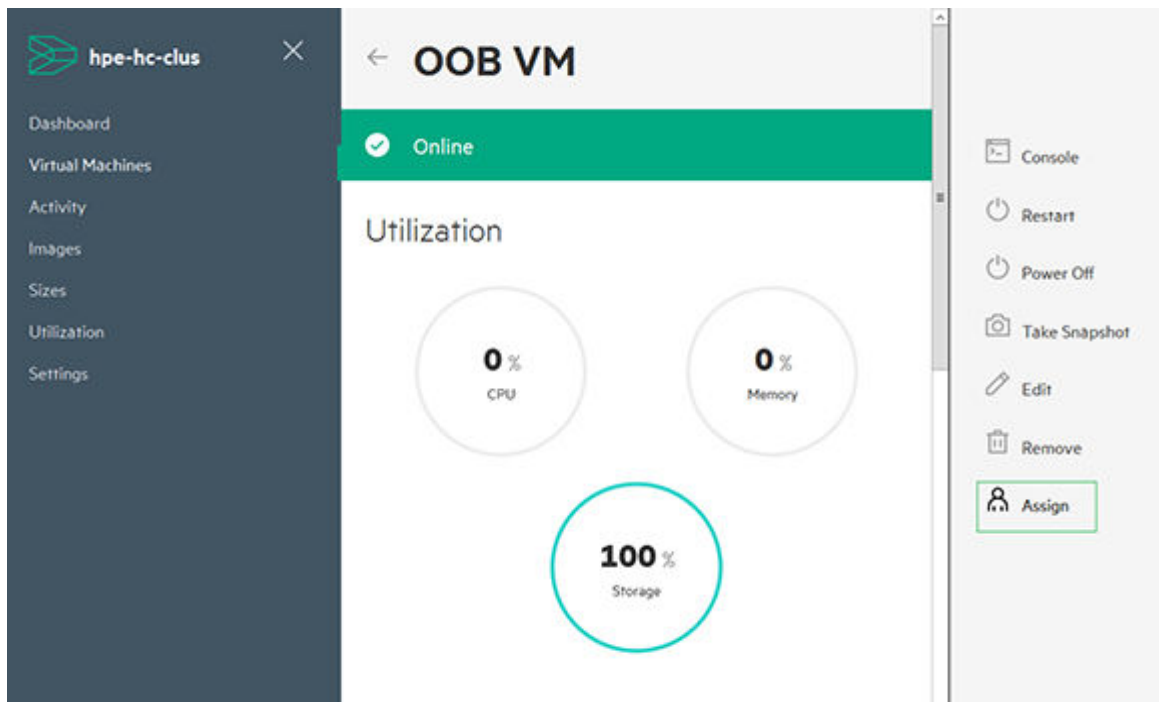 hpe-hc-clus
Dashboard
Virtual Machines
Activity
Images
Sizes
Utilization
Settings
OOB VM
Online
Utilization
0 %
CPU
0 %
Memory
100 %
Storage
Console
Restart
Power Off
Take Snapshot
Edit
Remove
Assign